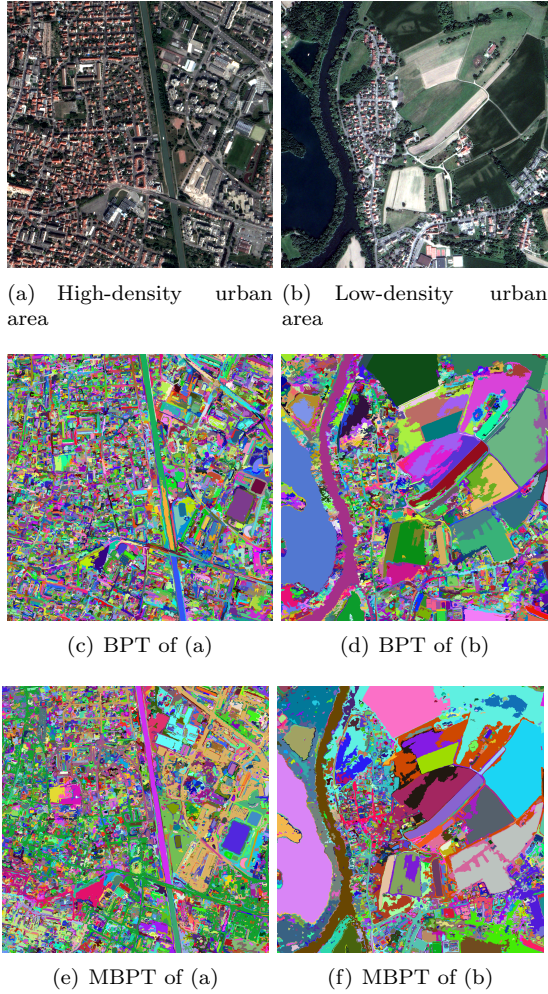 (a) High-density urban
area
(b) Low-density urban
area
(c) BPT of (a)
(d) BPT of (b)
(e) MBPT of (a)
(f) MBPT of (b)